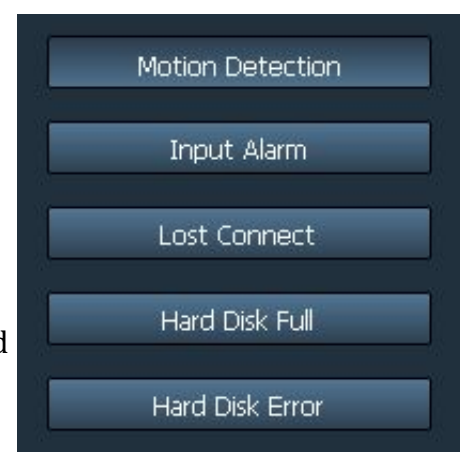 Motion Detection
Input Alarm
Lost Connect
Hard Disk Full
d
Hard Disk Error